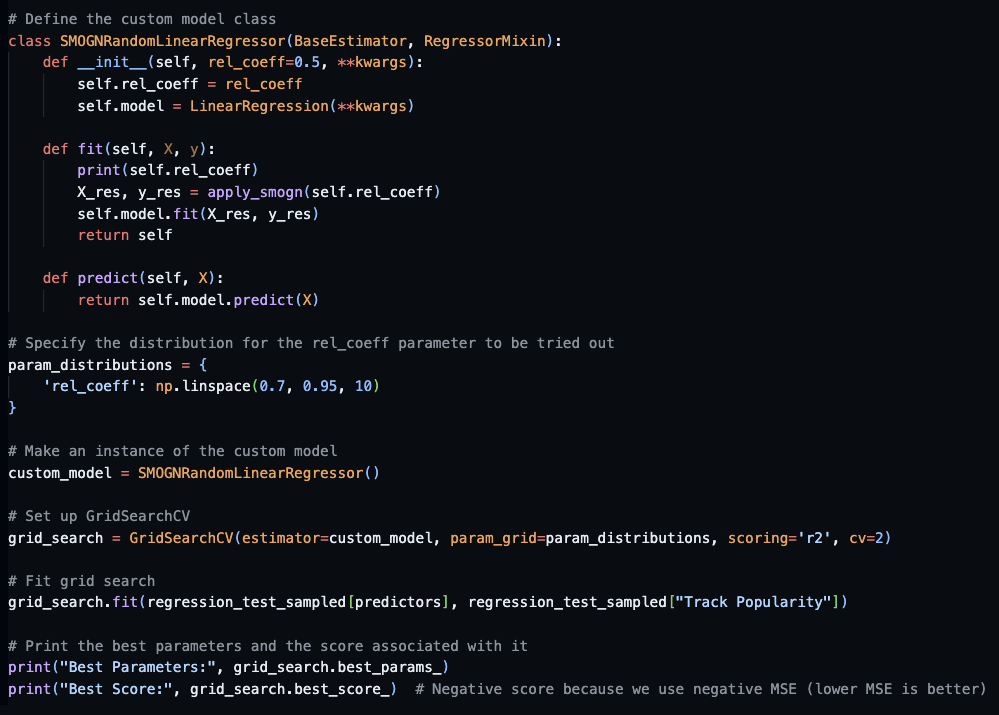 # Define the custom model class
class SMOGNRandomLinearRegressor(BaseEstimator, RegressorMixin):
    def __init__(self, rel_coeff=0.5, **kwargs):
        self.rel_coeff = rel_coeff
        self.model = LinearRegression(**kwargs)

    def fit(self, X, y):
        print(self.rel_coeff)
        X_res, y_res = apply_smogn(self.rel_coeff)
        self.model.fit(X_res, y_res)
        return self

    def predict(self, X):
        return self.model.predict(X)

# Specify the distribution for the rel_coeff parameter to be tried out
param_distributions = {
    'rel_coeff': np.linspace(0.7, 0.95, 10)
}

# Make an instance of the custom model
custom_model = SMOGNRandomLinearRegressor()

# Set up GridSearchCV
grid_search = GridSearchCV(estimator=custom_model, param_grid=param_distributions, scoring='r2', cv=2)

# Fit grid search
grid_search.fit(regression_test_sampled[predictors], regression_test_sampled["Track Popularity"])

# Print the best parameters and the score associated with it
print("Best Parameters:", grid_search.best_params_)
print("Best Score:", grid_search.best_score_)  # Negative score because we use negative MSE (lower MSE is better)